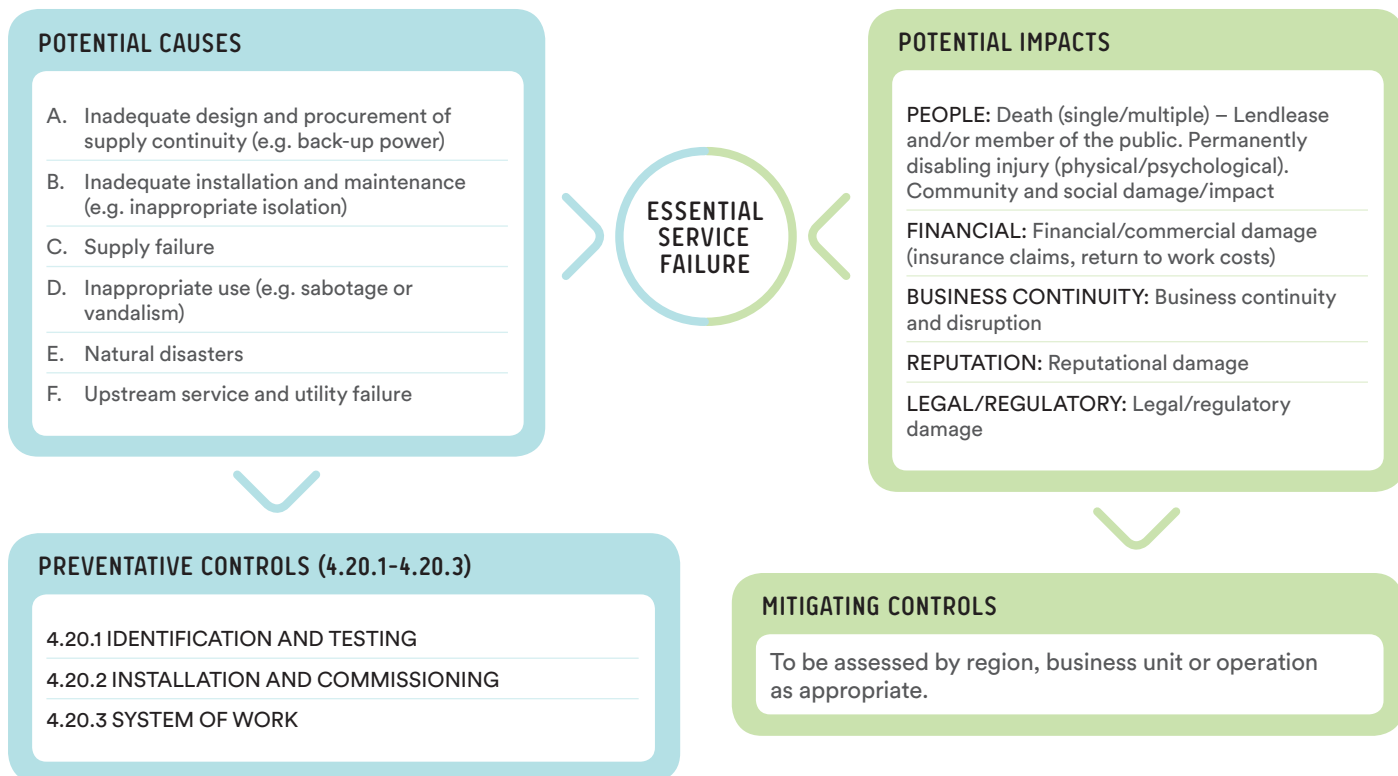 POTENTIAL CAUSES
A. Inadequate design and procurement of
supply continuity (e.g. back-up power)
B. Inadequate installation and maintenance
(e.g. inappropriate isolation)
C. Supply failure
D. Inappropriate use (e.g. sabotage or
vandalism)
E. Natural disasters
F. Upstream service and utility failure
ESSENTIAL
SERVICE
FAILURE
POTENTIAL IMPACTS
PEOPLE: Death (single/multiple) – Lendlease
and/or member of the public. Permanently
disabling injury (physical/psychological).
Community and social damage/impact
FINANCIAL: Financial/commercial damage
(insurance claims, return to work costs)
BUSINESS CONTINUITY: Business continuity
and disruption
REPUTATION: Reputational damage
LEGAL/REGULATORY: Legal/regulatory
damage
PREVENTATIVE CONTROLS (4.20.1-4.20.3)
4.20.1 IDENTIFICATION AND TESTING
4.20.2 INSTALLATION AND COMMISSIONING
4.20.3 SYSTEM OF WORK
MITIGATING CONTROLS
To be assessed by region, business unit or operation
as appropriate.